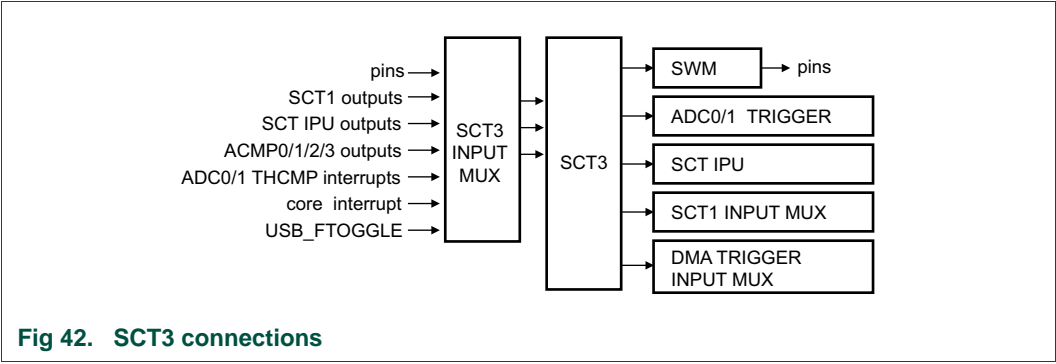 pins
SCT1 outputs
SCT IPU outputs
ACMP0/1/2/3 outputs
ADC0/1 THCMP interrupts
core interrupt
USB_FTOGGLE
SCT3
INPUT
MUX
SCT3
SWM
pins
ADC0/1 TRIGGER
SCT IPU
SCT1 INPUT MUX
DMA TRIGGER
INPUT MUX
Fig 42. SCT3 connections